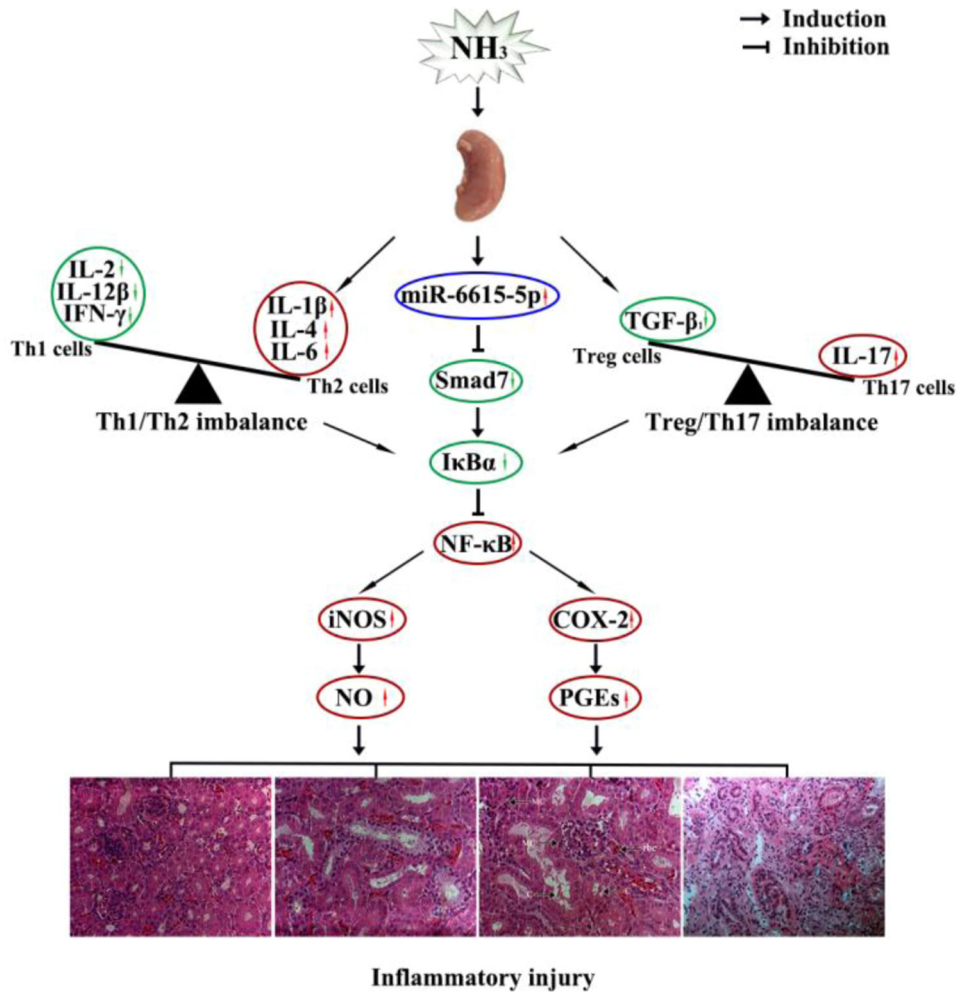 NH3
Induction
Inhibition
IL-2
IL-12β
IFN-γ
Th1 cells
IL-1β
IL-4
IL-6
Th2 cells
Th1/Th2 imbalance
miR-6615-5p
Smad7
IκBα
NF-κB
TGF-β1
Treg cells
IL-17
Th17 cells
Treg/Th17 imbalance
iNOS
COX-2
NO
PGEs
Inflammatory injury